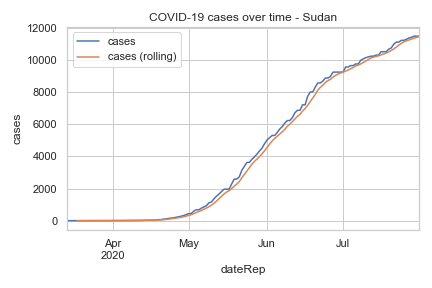 COVID-19 cases over time - Sudan
cases
cases (rolling)
12000
10000
8000
6000
4000
2000
0
cases
Apr
2020
May
Jun
Jul
dateRep